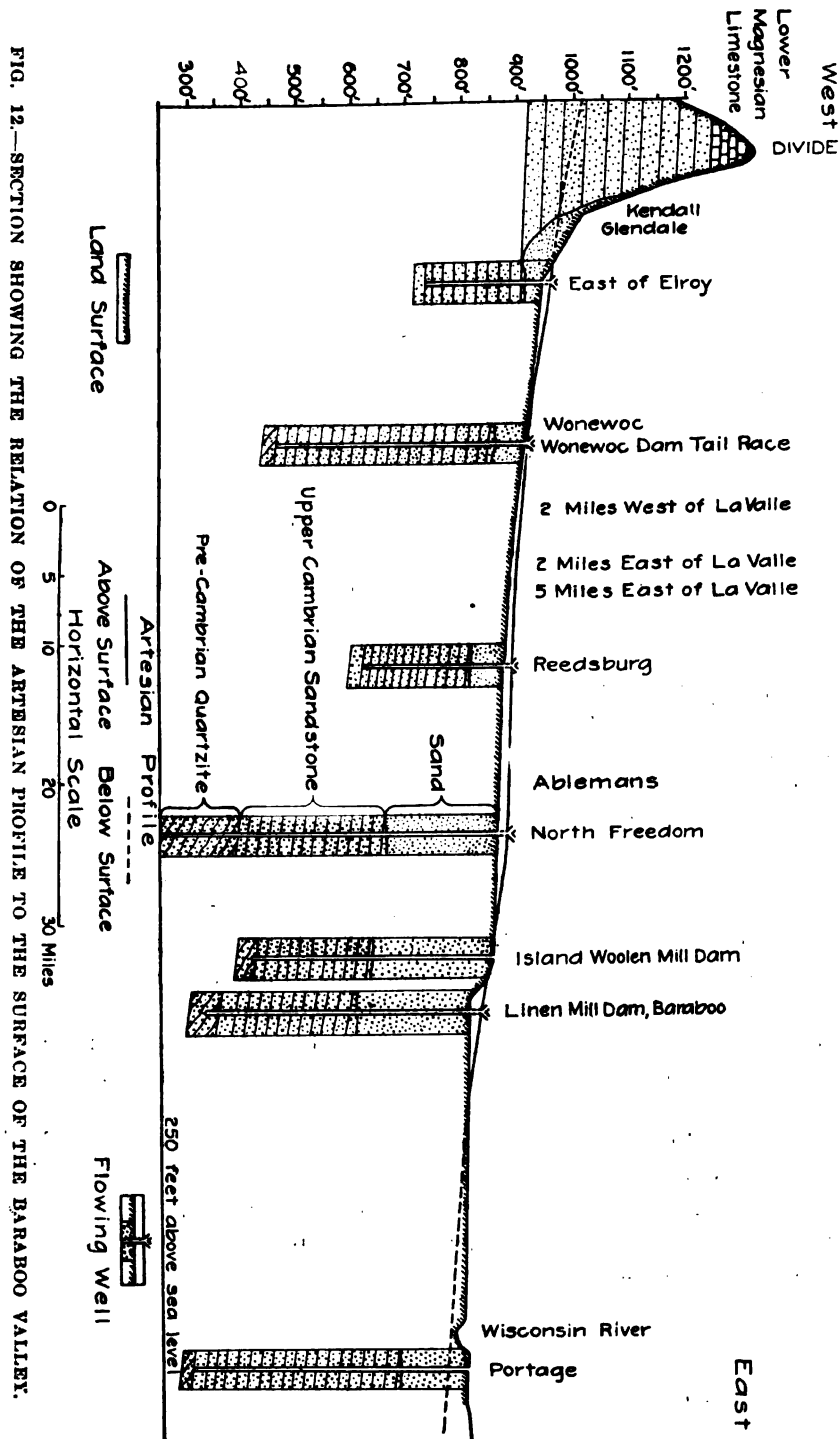 West
East
Lower
Magnesian
Limestone
DIVIDE
1200'
1100'
1000'
900'
800'
700'
600'
500'
400'
300'
Kendall
Glendale
East of Elroy
Wonewoc
Wonewoc Dam Tail Race
2 Miles West of LaValle
2 Miles East of La Valle
5 Miles East of La Valle
Reedsburg
Ablemans
North Freedom
Island Woolen Mill Dam
Linen Mill Dam, Baraboo
Wisconsin River
Portage
Sand
Upper Cambrian Sandstone
Pre-Cambrian Quartzite
250 feet above sea level
Artesian Profile
Above Surface Below Surface
Land Surface
Flowing Well
Horizontal Scale
0 5 10 20 30 Miles
FIG. 12.—SECTION SHOWING THE RELATION OF THE ARTESIAN PROFILE TO THE SURFACE OF THE BARABOO VALLEY.